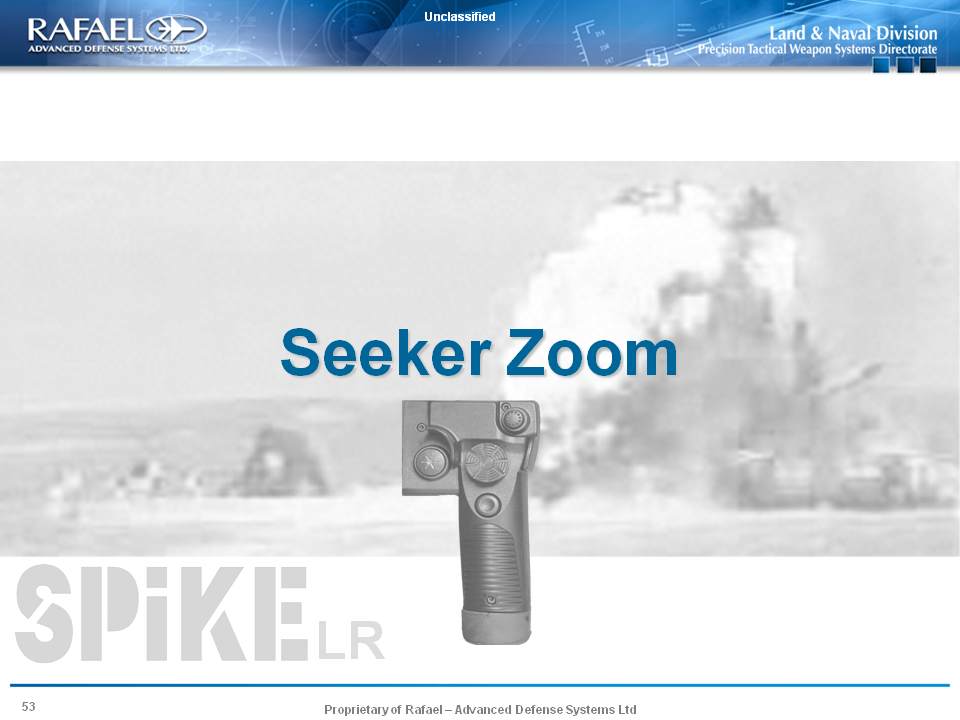 Unclassified
RAFAEL
ADVANCED DEFENSE SYSTEMS LTD.
Land & Naval Division
Precision Tactical Weapon Systems Directorate
Seeker Zoom
SPiKE LR
53
Proprietary of Rafael – Advanced Defense Systems Ltd